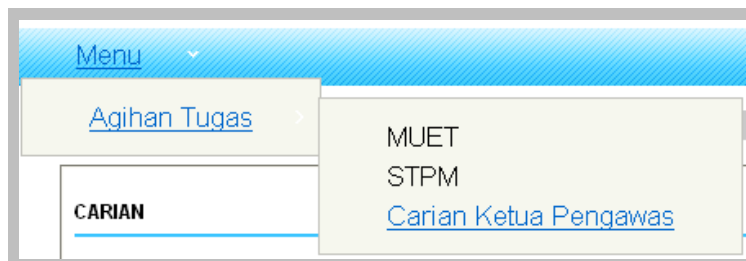 Menu
Agihan Tugas
MUET
STPM
Carian Ketua Pengawas
CARIAN